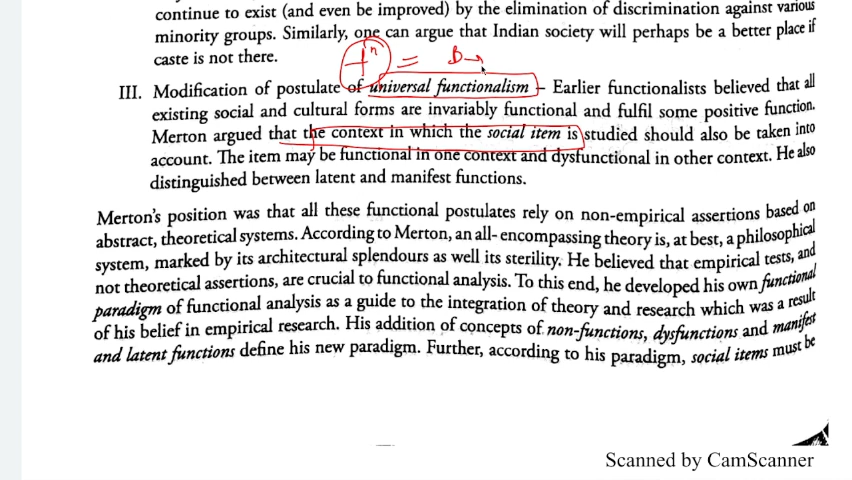 continue to exist (and even be improved) by the elimination of discrimination against various
minority groups. Similarly, one can argue that Indian society will perhaps be a better place if
caste is not there.
fⁿ = B→
III. Modification of postulate of universal functionalism – Earlier functionalists believed that all
existing social and cultural forms are invariably functional and fulfil some positive function.
Merton argued that the context in which the social item is studied should also be taken into
account. The item may be functional in one context and dysfunctional in other context. He also
distinguished between latent and manifest functions.
Merton's position was that all these functional postulates rely on non-empirical assertions based on
abstract, theoretical systems. According to Merton, an all- encompassing theory is, at best, a philosophical
system, marked by its architectural splendours as well its sterility. He believed that empirical tests, and
not theoretical assertions, are crucial to functional analysis. To this end, he developed his own functional
paradigm of functional analysis as a guide to the integration of theory and research which was a result
of his belief in empirical research. His addition of concepts of non-functions, dysfunctions and manifest
and latent functions define his new paradigm. Further, according to his paradigm, social items must be
Scanned by CamScanner